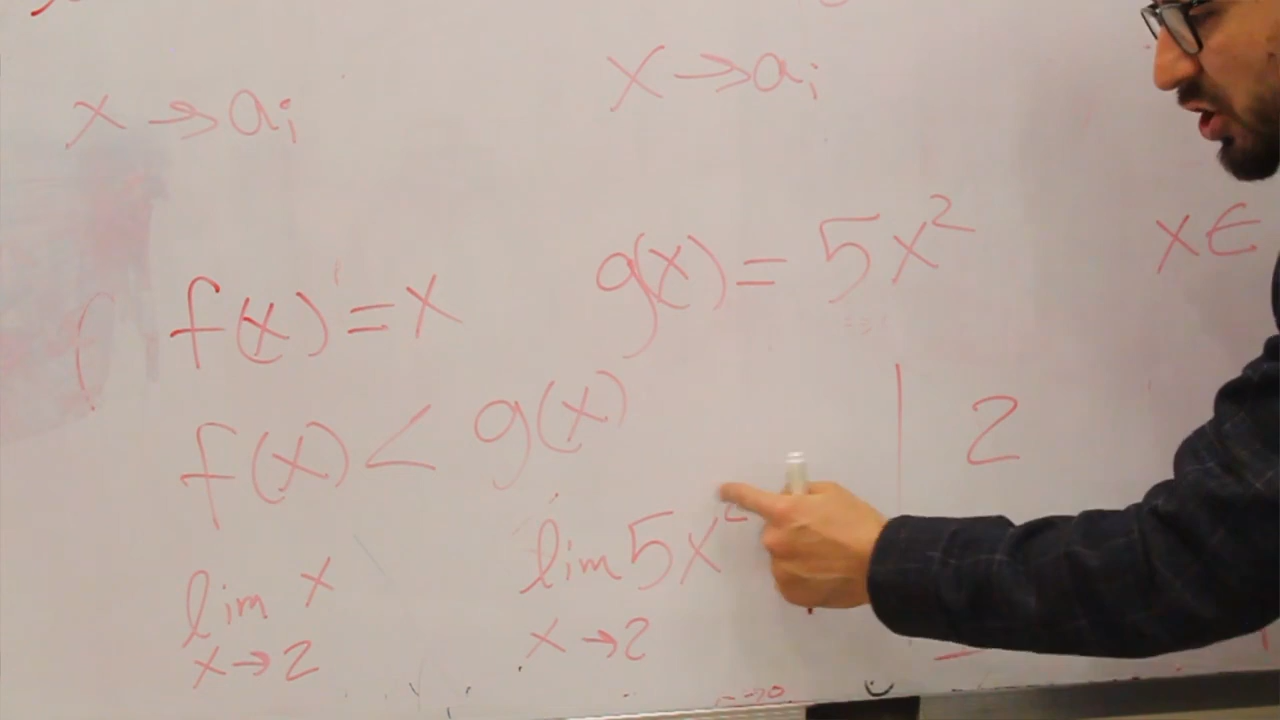 x → aᵢ
x → aᵢ
f(x) = x
g(x) = 5x²
x ∈
f(x) < g(x)
2
lim x
x → 2
lim 5x²
x → 2